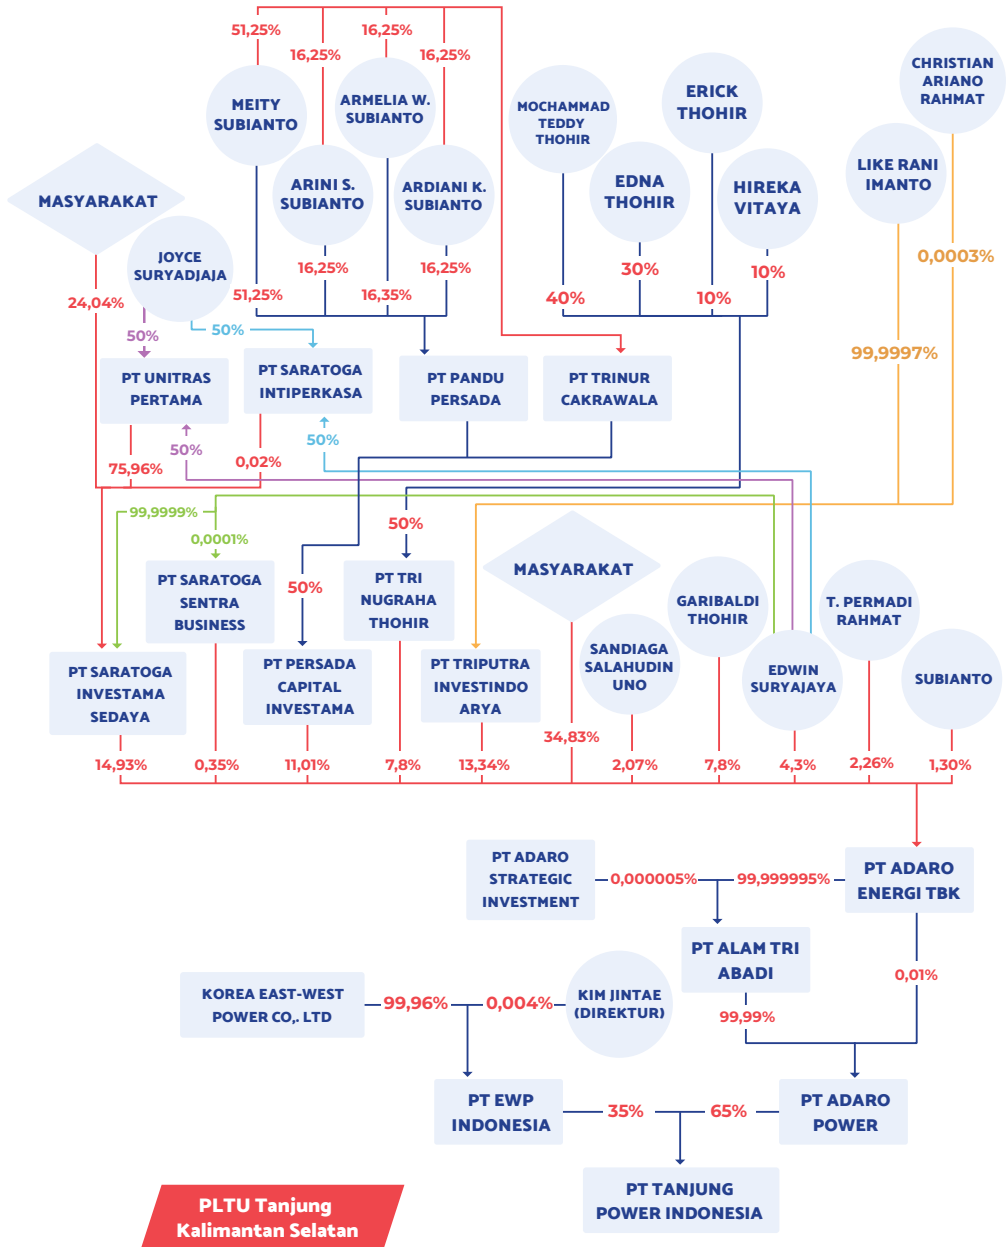 51,25%
16,25%
16,25%
16,25%
CHRISTIAN
ARIANO
RAHMAT
MEITY
SUBIANTO
ARMELIA W.
SUBIANTO
MOCHAMMAD
TEDDY
THOHIR
ERICK
THOHIR
LIKE RANI
IMANTO
MASYARAKAT
ARINI S.
SUBIANTO
ARDIANI K.
SUBIANTO
EDNA
THOHIR
HIREKA
VITAYA
JOYCE
SURYADJAJA
0,0003%
24,04%
51,25%
16,25%
16,35%
16,25%
40%
30%
10%
10%
50%
50%
99,9997%
PT UNITRAS
PERTAMA
PT SARATOGA
INTIPERKASA
PT PANDU
PERSADA
PT TRINUR
CAKRAWALA
75,96%
50%
0,02%
50%
99,9999%
0,0001%
50%
50%
MASYARAKAT
PT SARATOGA
SENTRA
BUSINESS
PT TRI
NUGRAHA
THOHIR
GARIBALDI
THOHIR
T. PERMADI
RAHMAT
PT SARATOGA
INVESTAMA
SEDAYA
PT PERSADA
CAPITAL
INVESTAMA
PT TRIPUTRA
INVESTINDO
ARYA
SANDIAGA
SALAHUDIN
UNO
EDWIN
SURYAJAYA
SUBIANTO
14,93%
0,35%
11,01%
7,8%
13,34%
34,83%
2,07%
7,8%
4,3%
2,26%
1,30%
PT ADARO
STRATEGIC
INVESTMENT
0,000005%
99,999995%
PT ADARO
ENERGI TBK
PT ALAM TRI
ABADI
0,01%
KOREA EAST-WEST
POWER CO,. LTD
99,96%
0,004%
KIM JINTAE
(DIREKTUR)
99,99%
PT EWP
INDONESIA
35%
65%
PT ADARO
POWER
PT TANJUNG
POWER INDONESIA
PLTU Tanjung
Kalimantan Selatan